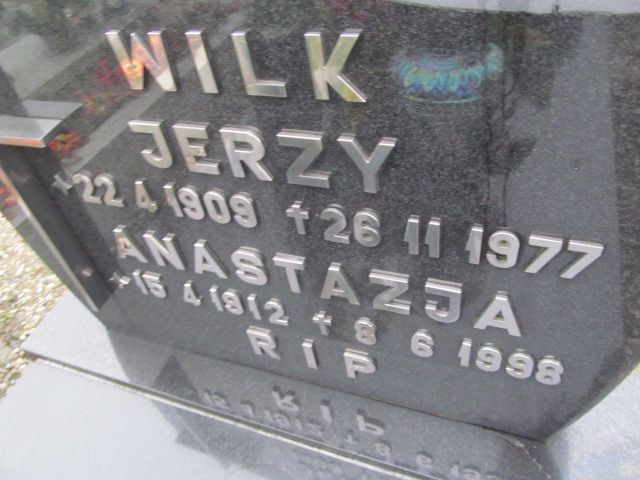 WILK
JERZY
* 22 4 1909 † 26 11 1977
ANASTAZJA
* 15 4 1912 † 8 6 1998
RIP